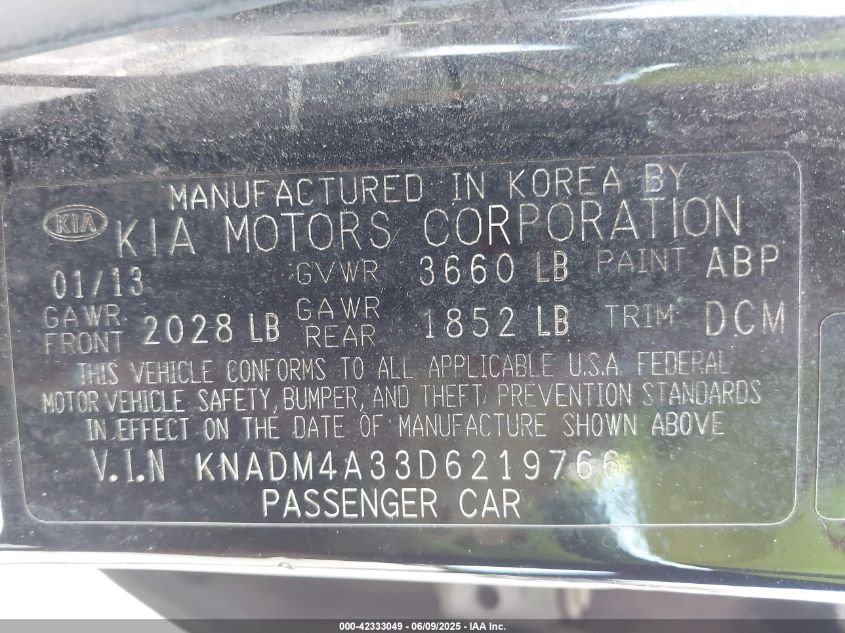 MANUFACTURED IN KOREA BY
KIA KIA MOTORS CORPORATION
01/13 GVWR 3660 LB PAINT ABP
GAWR FRONT 2028 LB GAWR REAR 1852 LB TRIM DCM
THIS VEHICLE CONFORMS TO ALL APPLICABLE U.S.A. FEDERAL
MOTOR VEHICLE SAFETY, BUMPER, AND THEFT PREVENTION STANDARDS
IN EFFECT ON THE DATE OF MANUFACTURE SHOWN ABOVE
V.I.N KNADM4A33D6219766
PASSENGER CAR
000-42333049 - 06/09/2025 - IAA Inc.